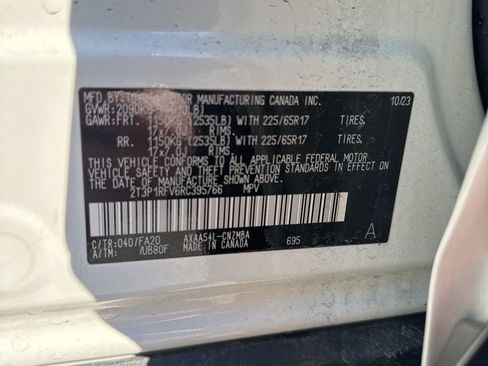 MFD BY: MOTOR MANUFACTURING CANADA INC. 10/23
GVWR: 2090KG
GAWR: FRT. 1150KG (2535LB) WITH 225/65R17 TIRES,
17x7.0J RIMS.
RR. 1150KG (2535LB) WITH 225/65R17 TIRES,
17x7.0J RIMS.
THIS VEHICLE CONFORMS TO ALL APPLICABLE FEDERAL MOTOR
VEHICLE SAFETY AND THEFT PREVENTION STANDARDS IN EFFECT ON
THE DATE OF MANUFACTURE SHOWN ABOVE.
2T3P1RFV6RC395766 MPV
C/TR:040/FA20 AXAA54L-CNZMBA A
A/TM: /UB80F MADE IN CANADA 695